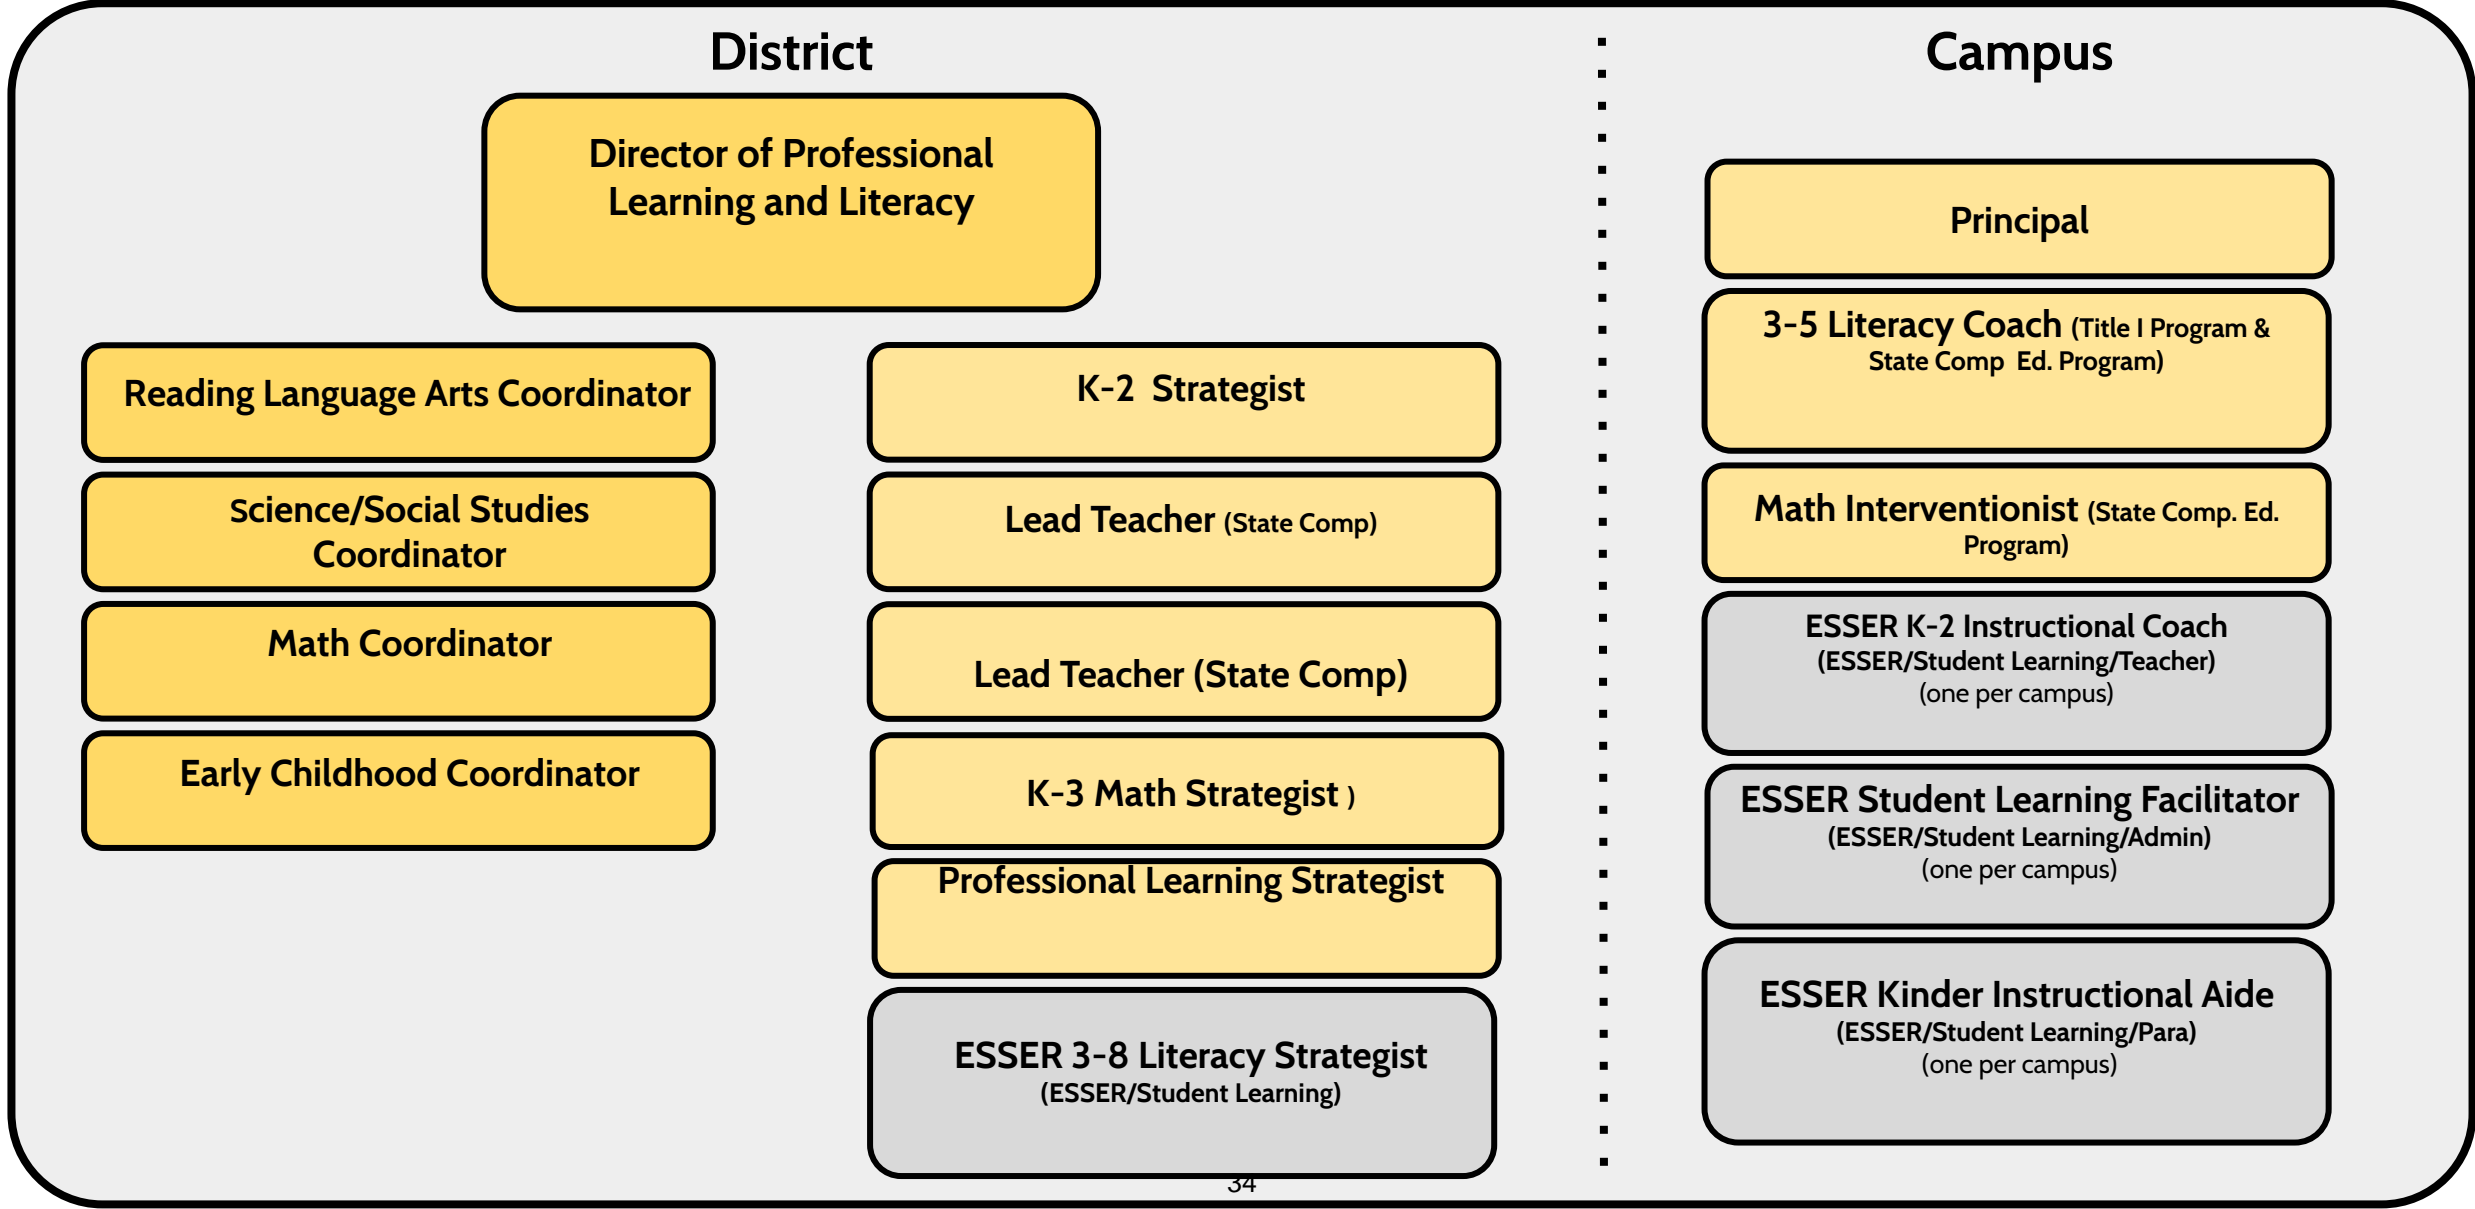 District
Director of Professional
Learning and Literacy
Reading Language Arts Coordinator
Science/Social Studies
Coordinator
Math Coordinator
Early Childhood Coordinator
K-2 Strategist
Lead Teacher (State Comp)
Lead Teacher (State Comp)
K-3 Math Strategist )
Professional Learning Strategist
ESSER 3-8 Literacy Strategist
(ESSER/Student Learning)
Campus
Principal
3-5 Literacy Coach (Title I Program &
State Comp Ed. Program)
Math Interventionist (State Comp. Ed.
Program)
ESSER K-2 Instructional Coach
(ESSER/Student Learning/Teacher)
(one per campus)
ESSER Student Learning Facilitator
(ESSER/Student Learning/Admin)
(one per campus)
ESSER Kinder Instructional Aide
(ESSER/Student Learning/Para)
(one per campus)
34